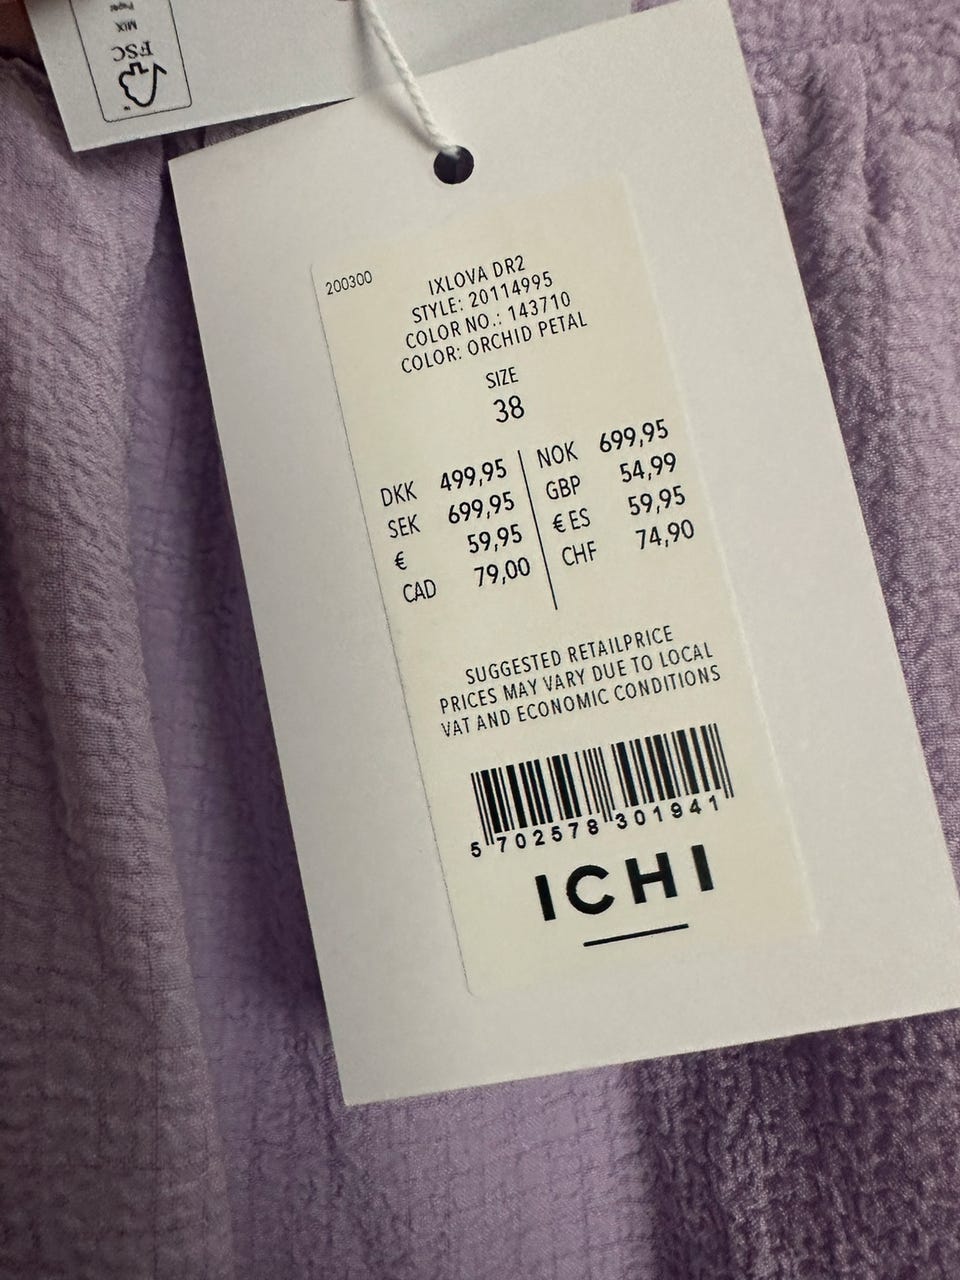 FSC
MIX
Paper
200300
IXLOVA DR2
STYLE: 20114995
COLOR NO.: 143710
COLOR: ORCHID PETAL
SIZE
38
DKK 499,95 NOK 699,95
SEK 699,95 GBP 54,99
€ 59,95 €ES 59,95
CAD 79,00 CHF 74,90
SUGGESTED RETAILPRICE
PRICES MAY VARY DUE TO LOCAL
VAT AND ECONOMIC CONDITIONS
5 702578 301941
ICHI